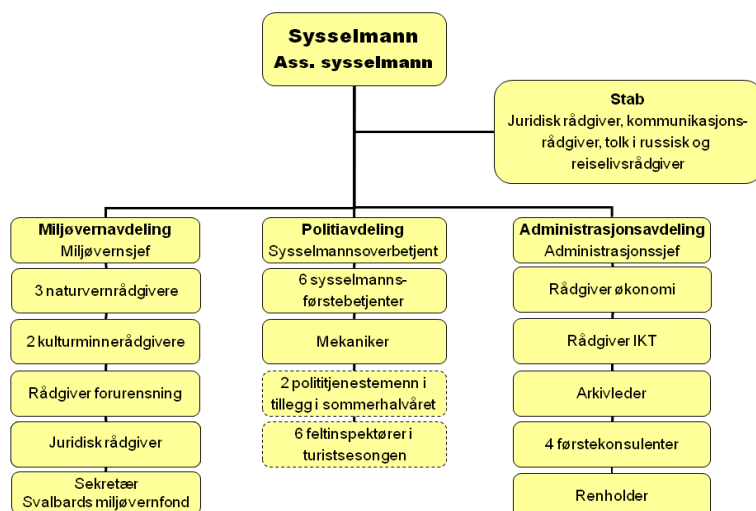 Sysselmann
Ass. sysselmann
Stab
Juridisk rådgiver, kommunikasjons-
rådgiver, tolk i russisk og
reiselivsrådgiver
Miljøvernavdeling
Miljøvernsjef
3 naturvernrådgivere
2 kulturminnerådgivere
Rådgiver forurensning
Juridisk rådgiver
Sekretær
Svalbards miljøvernfond
Politiavdeling
Sysselmannsoverbetjent
6 sysselmanns-
førstebetjenter
Mekaniker
2 polititjenestemenn i
tillegg i sommerhalvåret
6 feltinspektører i
turistsesongen
Administrasjonsavdeling
Administrasjonssjef
Rådgiver økonomi
Rådgiver IKT
Arkivleder
4 førstekonsulenter
Renholder